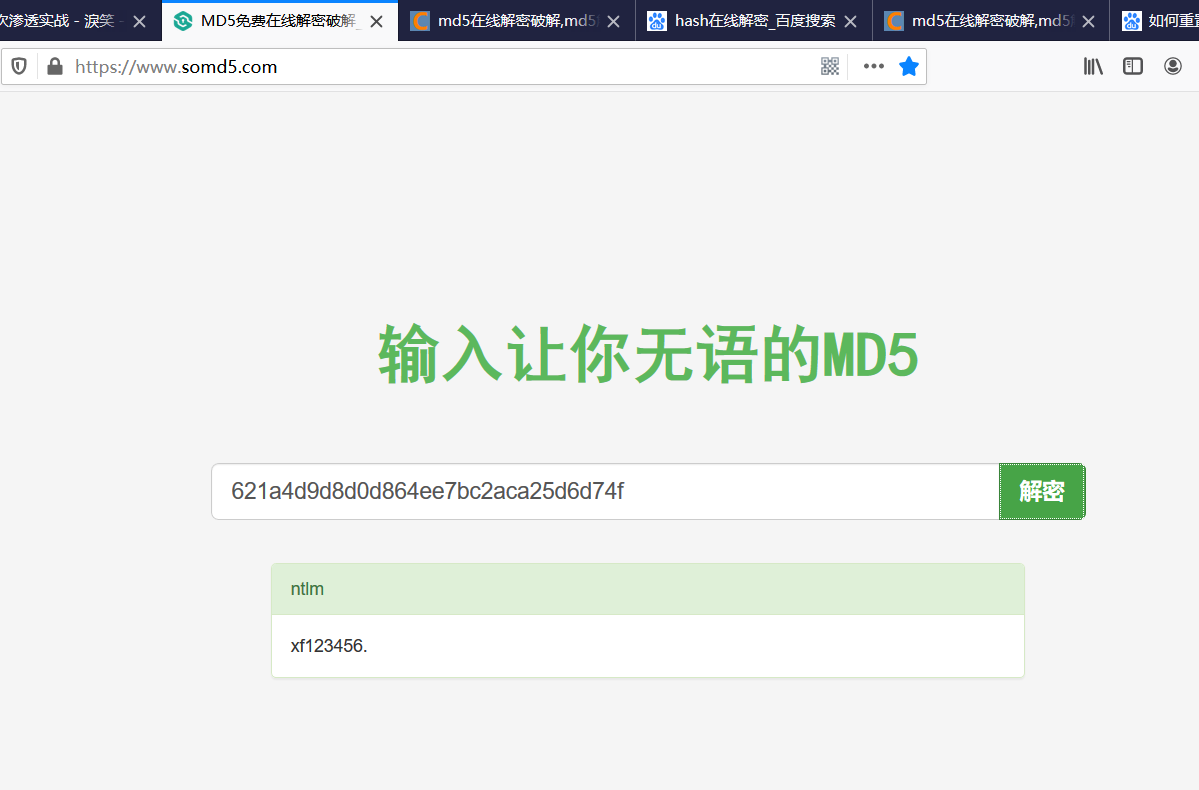 次渗透实战 - 淚笑 -
MD5免费在线解密破解_
md5在线解密破解,md5
hash在线解密_百度搜索
md5在线解密破解,md5
如何重
https://www.somd5.com
输入让你无语的MD5
621a4d9d8d0d864ee7bc2aca25d6d74f
解密
ntlm
xf123456.